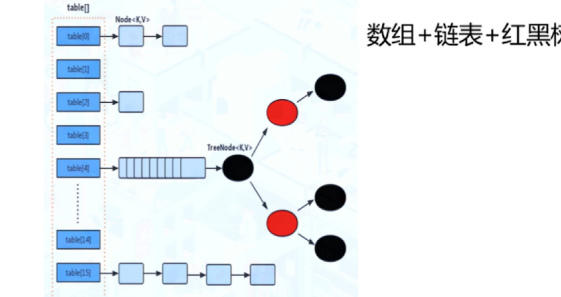 table[]
Node<K,V>
table[0]
数组+链表+红黑
table[1]
table[2]
table[3]
TreeNode<K,V>
table[4]
table[14]
table[15]